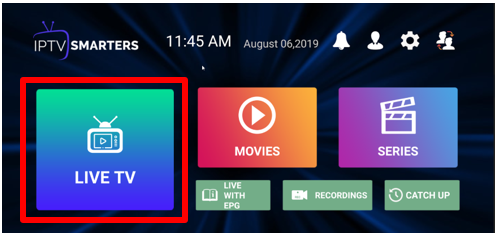 IPTV SMARTERS
11:45 AM
August 06,2019
LIVE TV
MOVIES
SERIES
LIVE
WITH
EPG
RECORDINGS
CATCH UP